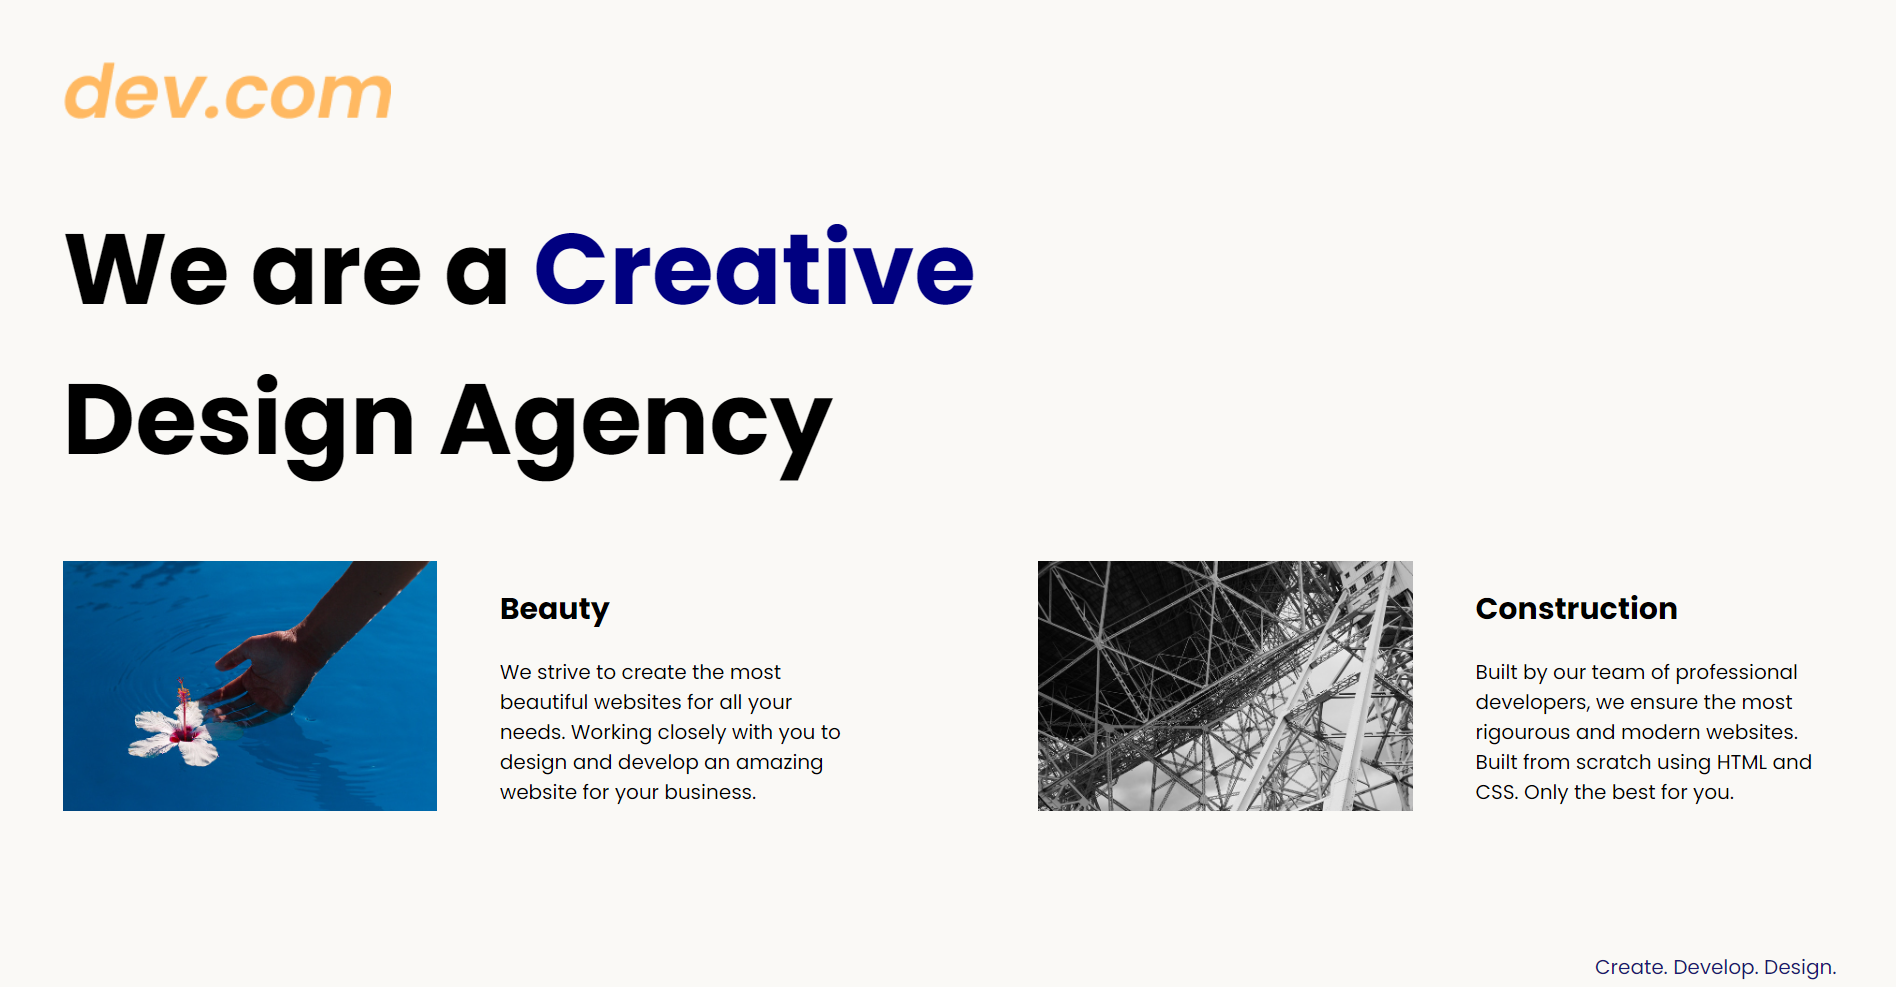 dev.com
We are a Creative
Design Agency
Beauty
We strive to create the most
beautiful websites for all your
needs. Working closely with you to
design and develop an amazing
website for your business.
Construction
Built by our team of professional
developers, we ensure the most
rigourous and modern websites.
Built from scratch using HTML and
CSS. Only the best for you.
Create. Develop. Design.